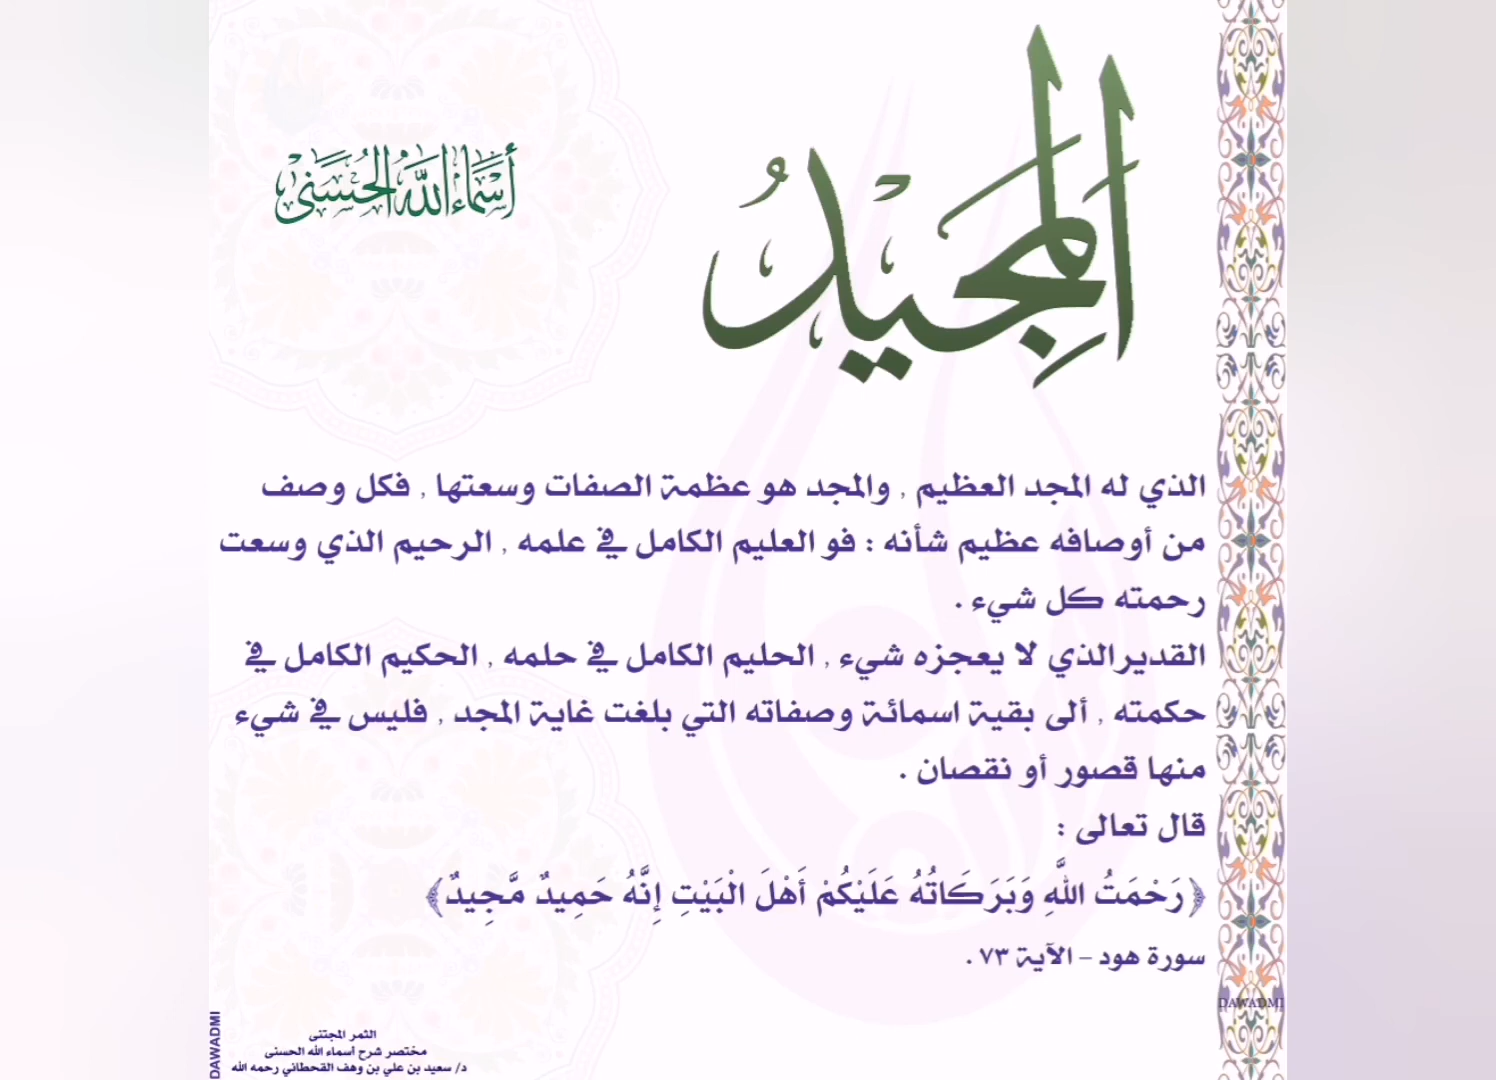 المَجِيدُ
أسماء الله الحسنى
الذي له المجد العظيم , والمجد هو عظمة الصفات وسعتها , فكل وصف
من أوصافه عظيم شأنه : فو العليم الكامل في علمه , الرحيم الذي وسعت
رحمته كل شيء .
القديرالذي لا يعجزه شيء , الحليم الكامل في حلمه , الحكيم الكامل في
حكمته , ألى بقية اسمائة وصفاته التي بلغت غاية المجد , فليس في شيء
منها قصور أو نقصان .
قال تعالى :
﴿رَحْمَتُ اللَّهِ وَبَرَكَاتُهُ عَلَيْكُمْ أَهْلَ الْبَيْتِ إِنَّهُ حَمِيدٌ مَّجِيدٌ﴾
سورة هود – الآية ٧٣ .
DAWADMI
الثمر المجتنى
مختصر شرح أسماء الله الحسنى
د/ سعيد بن علي بن وهف القحطاني رحمه الله
DAWADMI